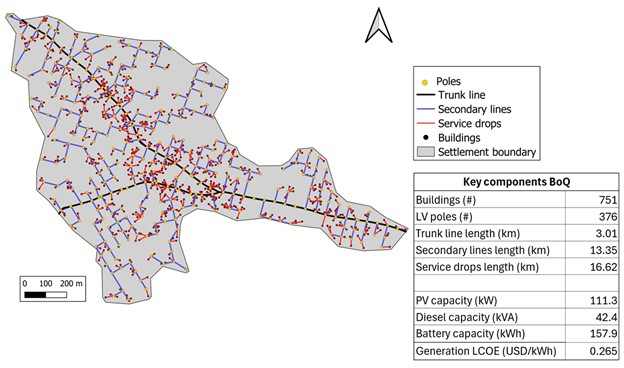 Poles
Trunk line
Secondary lines
Service drops
Buildings
Settlement boundary
Key components BoQ
Buildings (#) 751
LV poles (#) 376
Trunk line length (km) 3.01
Secondary lines length (km) 13.35
Service drops length (km) 16.62
PV capacity (kW) 111.3
Diesel capacity (kVA) 42.4
Battery capacity (kWh) 157.9
Generation LCOE (USD/kWh) 0.265
0 100 200 m